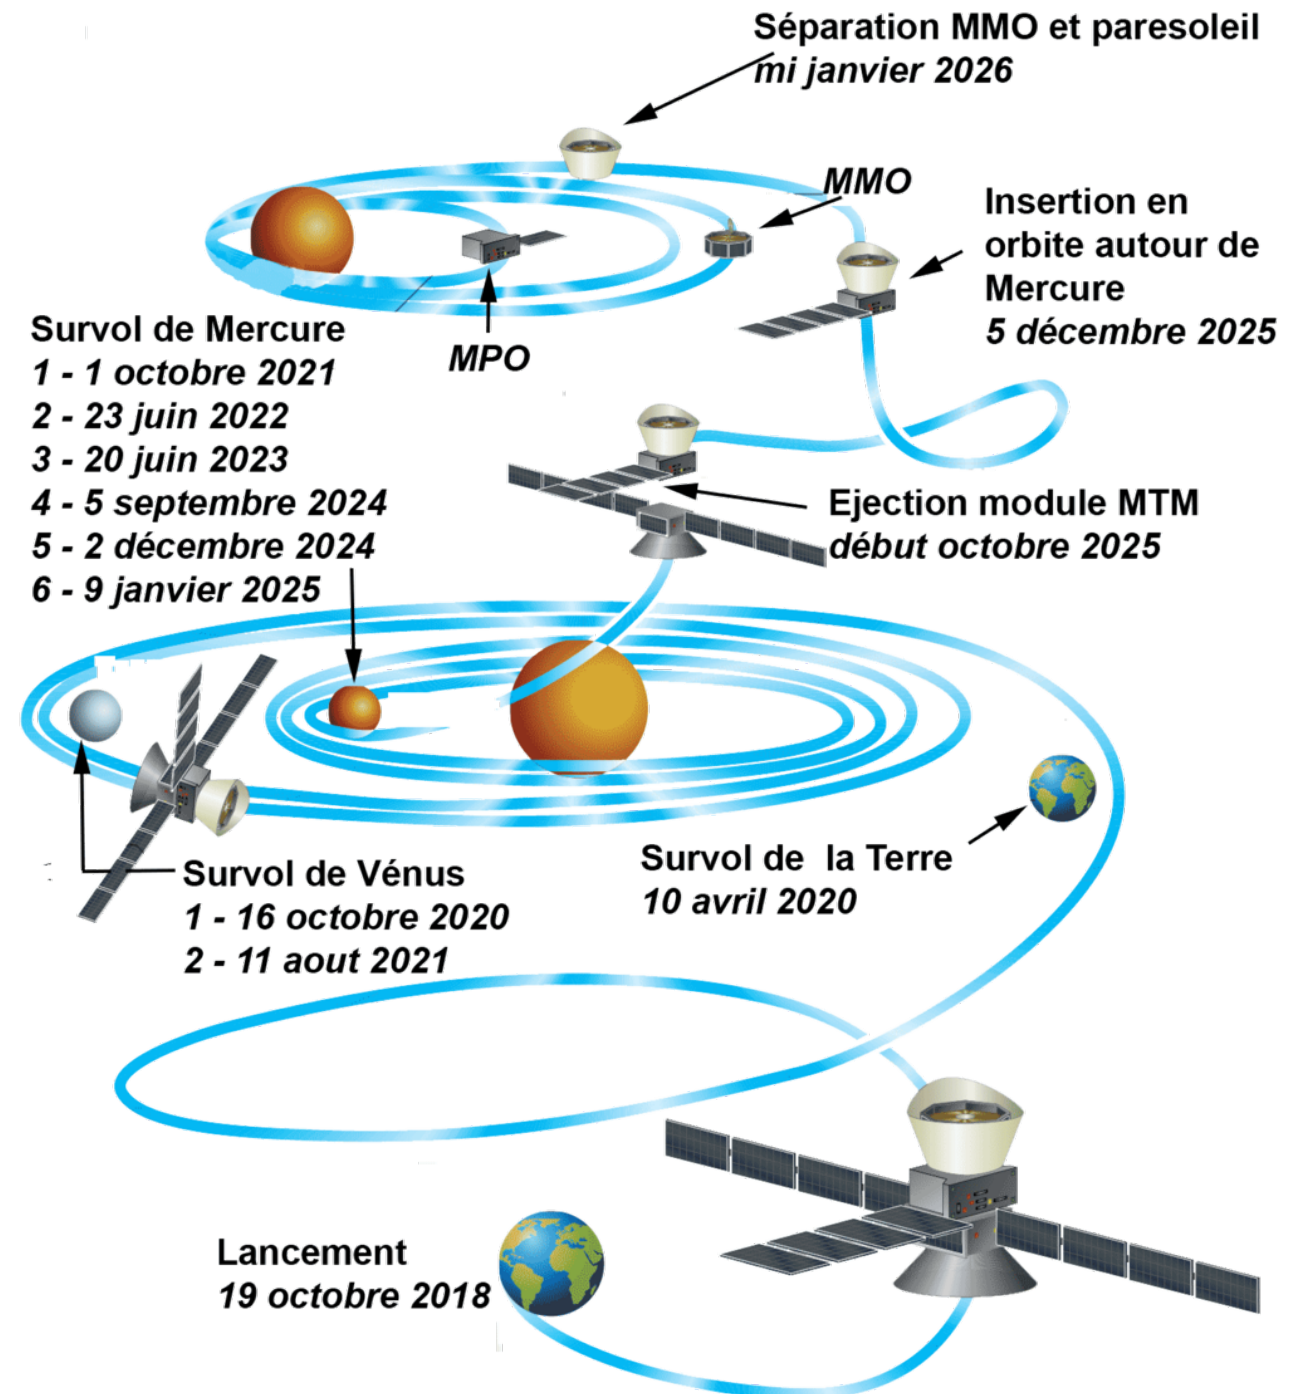 Séparation MMO et paresoleil
mi janvier 2026
MMO
Insertion en
orbite autour de
Mercure
5 décembre 2025
MPO
Survol de Mercure
1 - 1 octobre 2021
2 - 23 juin 2022
3 - 20 juin 2023
4 - 5 septembre 2024
5 - 2 décembre 2024
6 - 9 janvier 2025
Ejection module MTM
début octobre 2025
Survol de la Terre
10 avril 2020
Survol de Vénus
1 - 16 octobre 2020
2 - 11 aout 2021
Lancement
19 octobre 2018